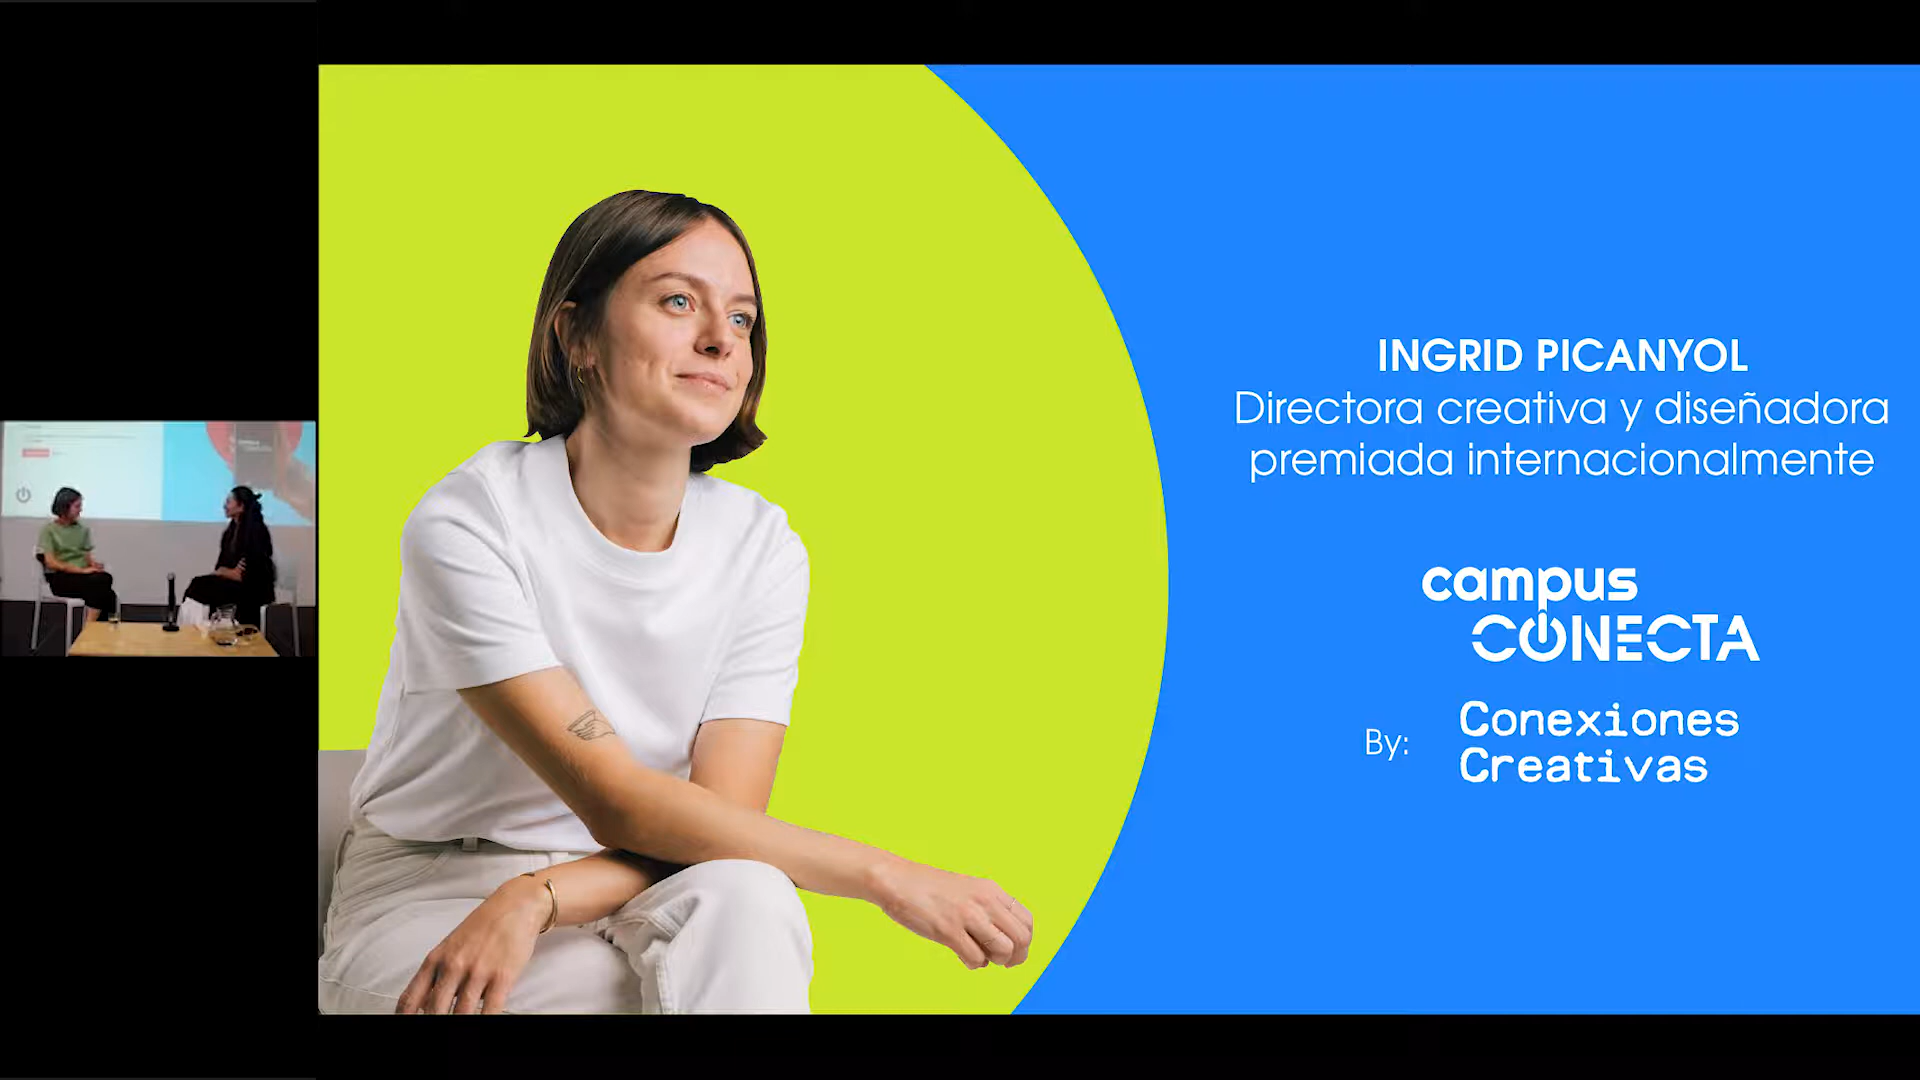 INGRID PICANYOL
Directora creativa y diseñadora
premiada internacionalmente
campus
CONECTA
By:
Conexiones
Creativas